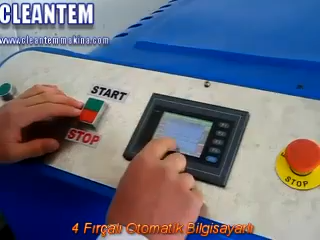 CLEANTEM
www.cleantemmakina.com
START
STOP
STOP
4 Fırçalı Otomatik Bilgisayarlı